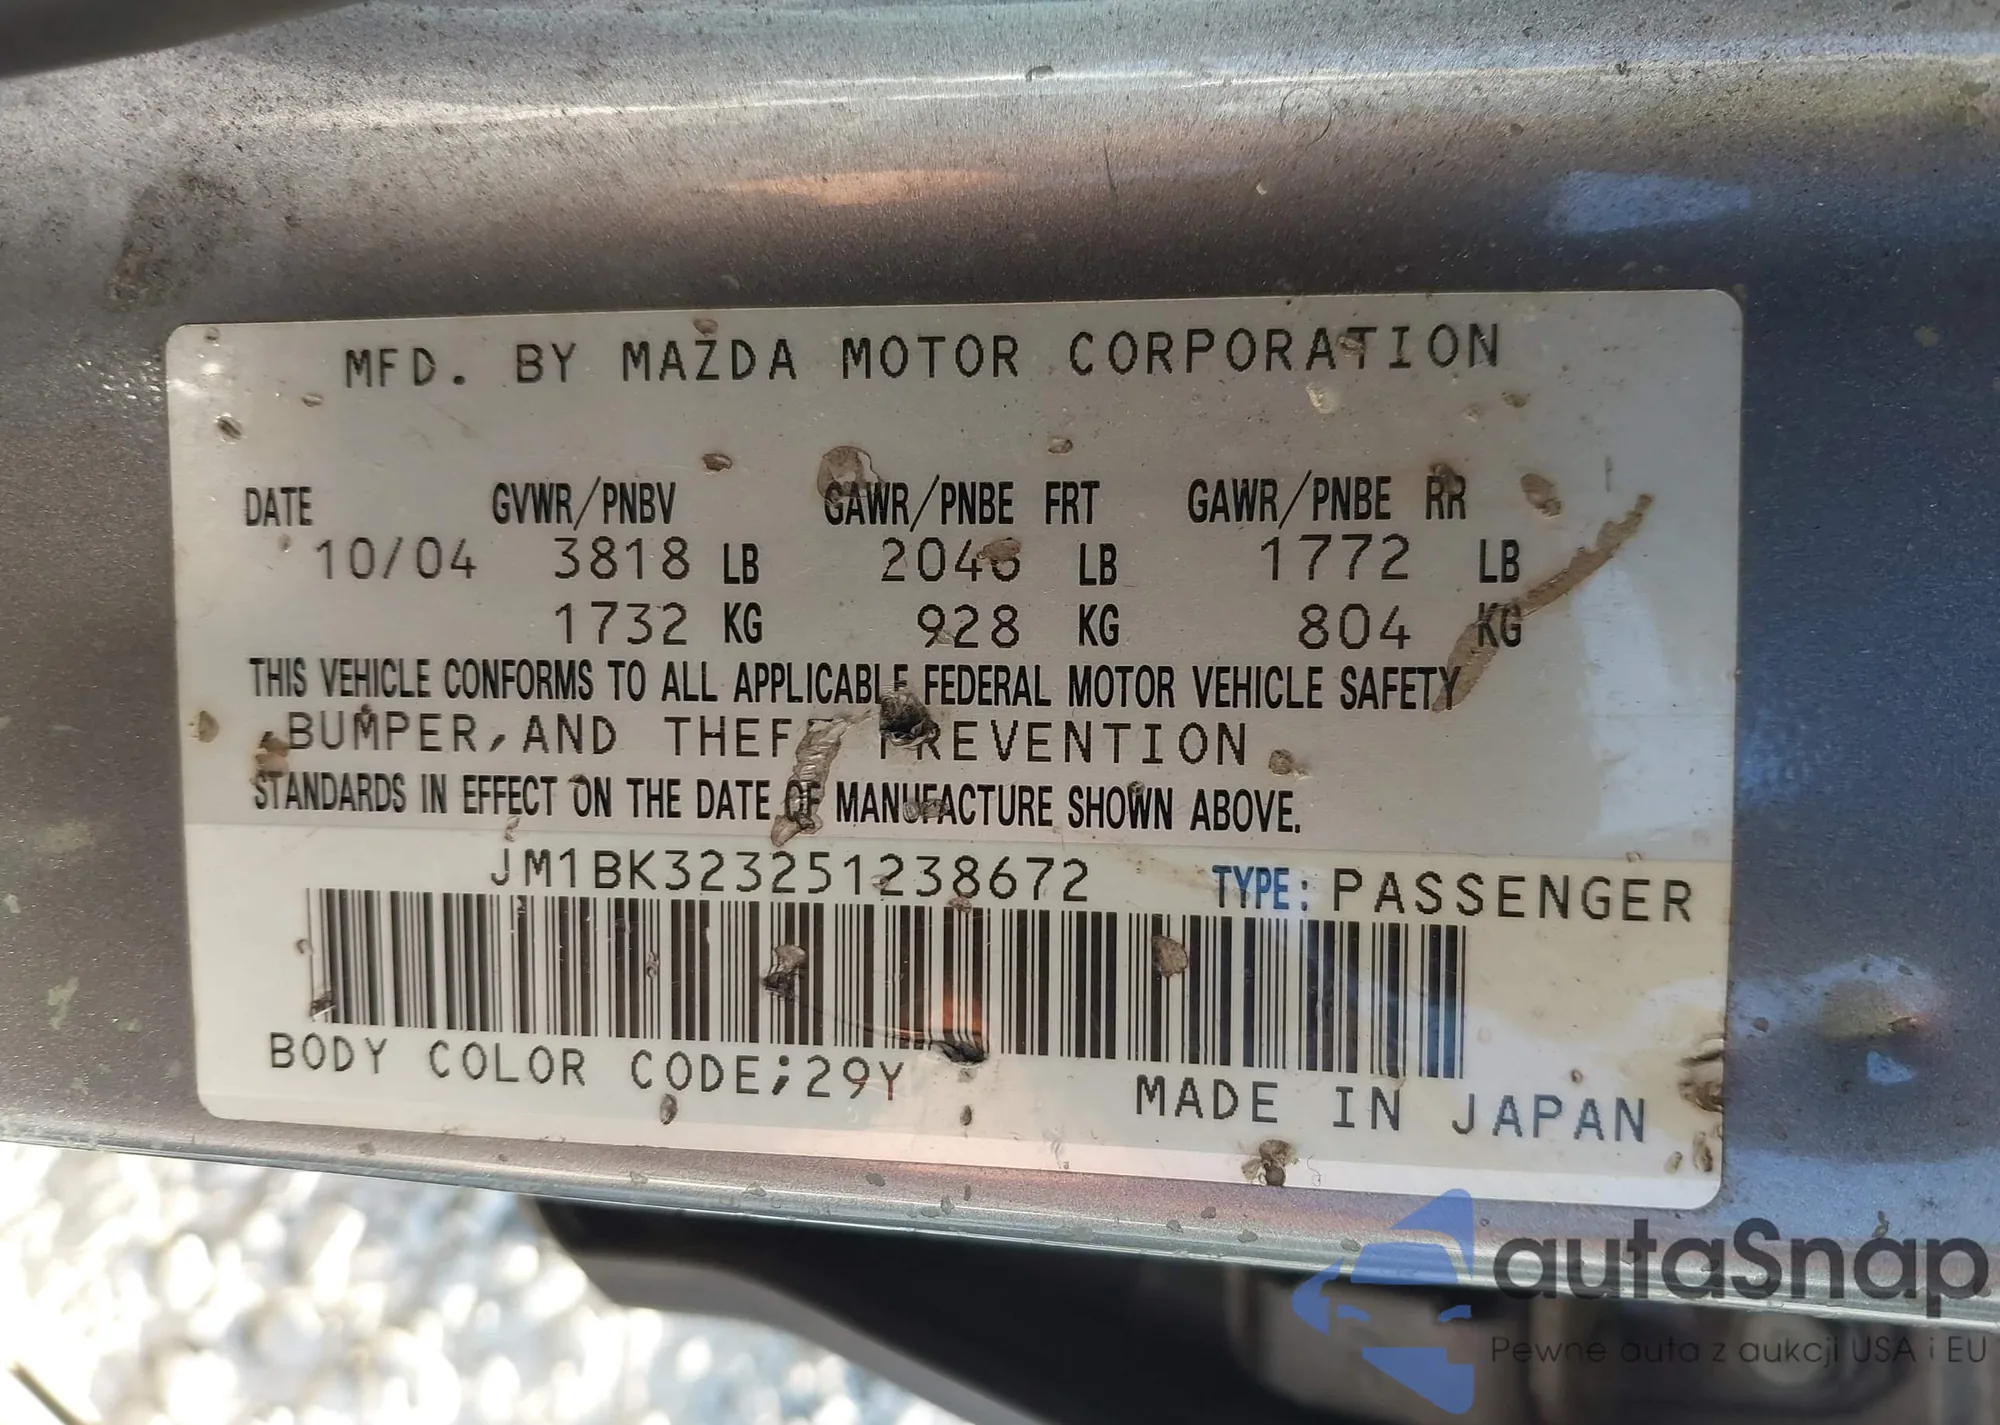 MFD. BY MAZDA MOTOR CORPORATION
DATE GVWR/PNBV GAWR/PNBE FRT GAWR/PNBE RR
10/04 3818 LB 2046 LB 1772 LB
1732 KG 928 KG 804 KG
THIS VEHICLE CONFORMS TO ALL APPLICABLE FEDERAL MOTOR VEHICLE SAFETY
BUMPER,AND THEFT PREVENTION
STANDARDS IN EFFECT ON THE DATE OF MANUFACTURE SHOWN ABOVE.
JM1BK323251238672 TYPE: PASSENGER
BODY COLOR CODE;29Y
MADE IN JAPAN
autaSnap
Pewne auta z aukcji USA i EU